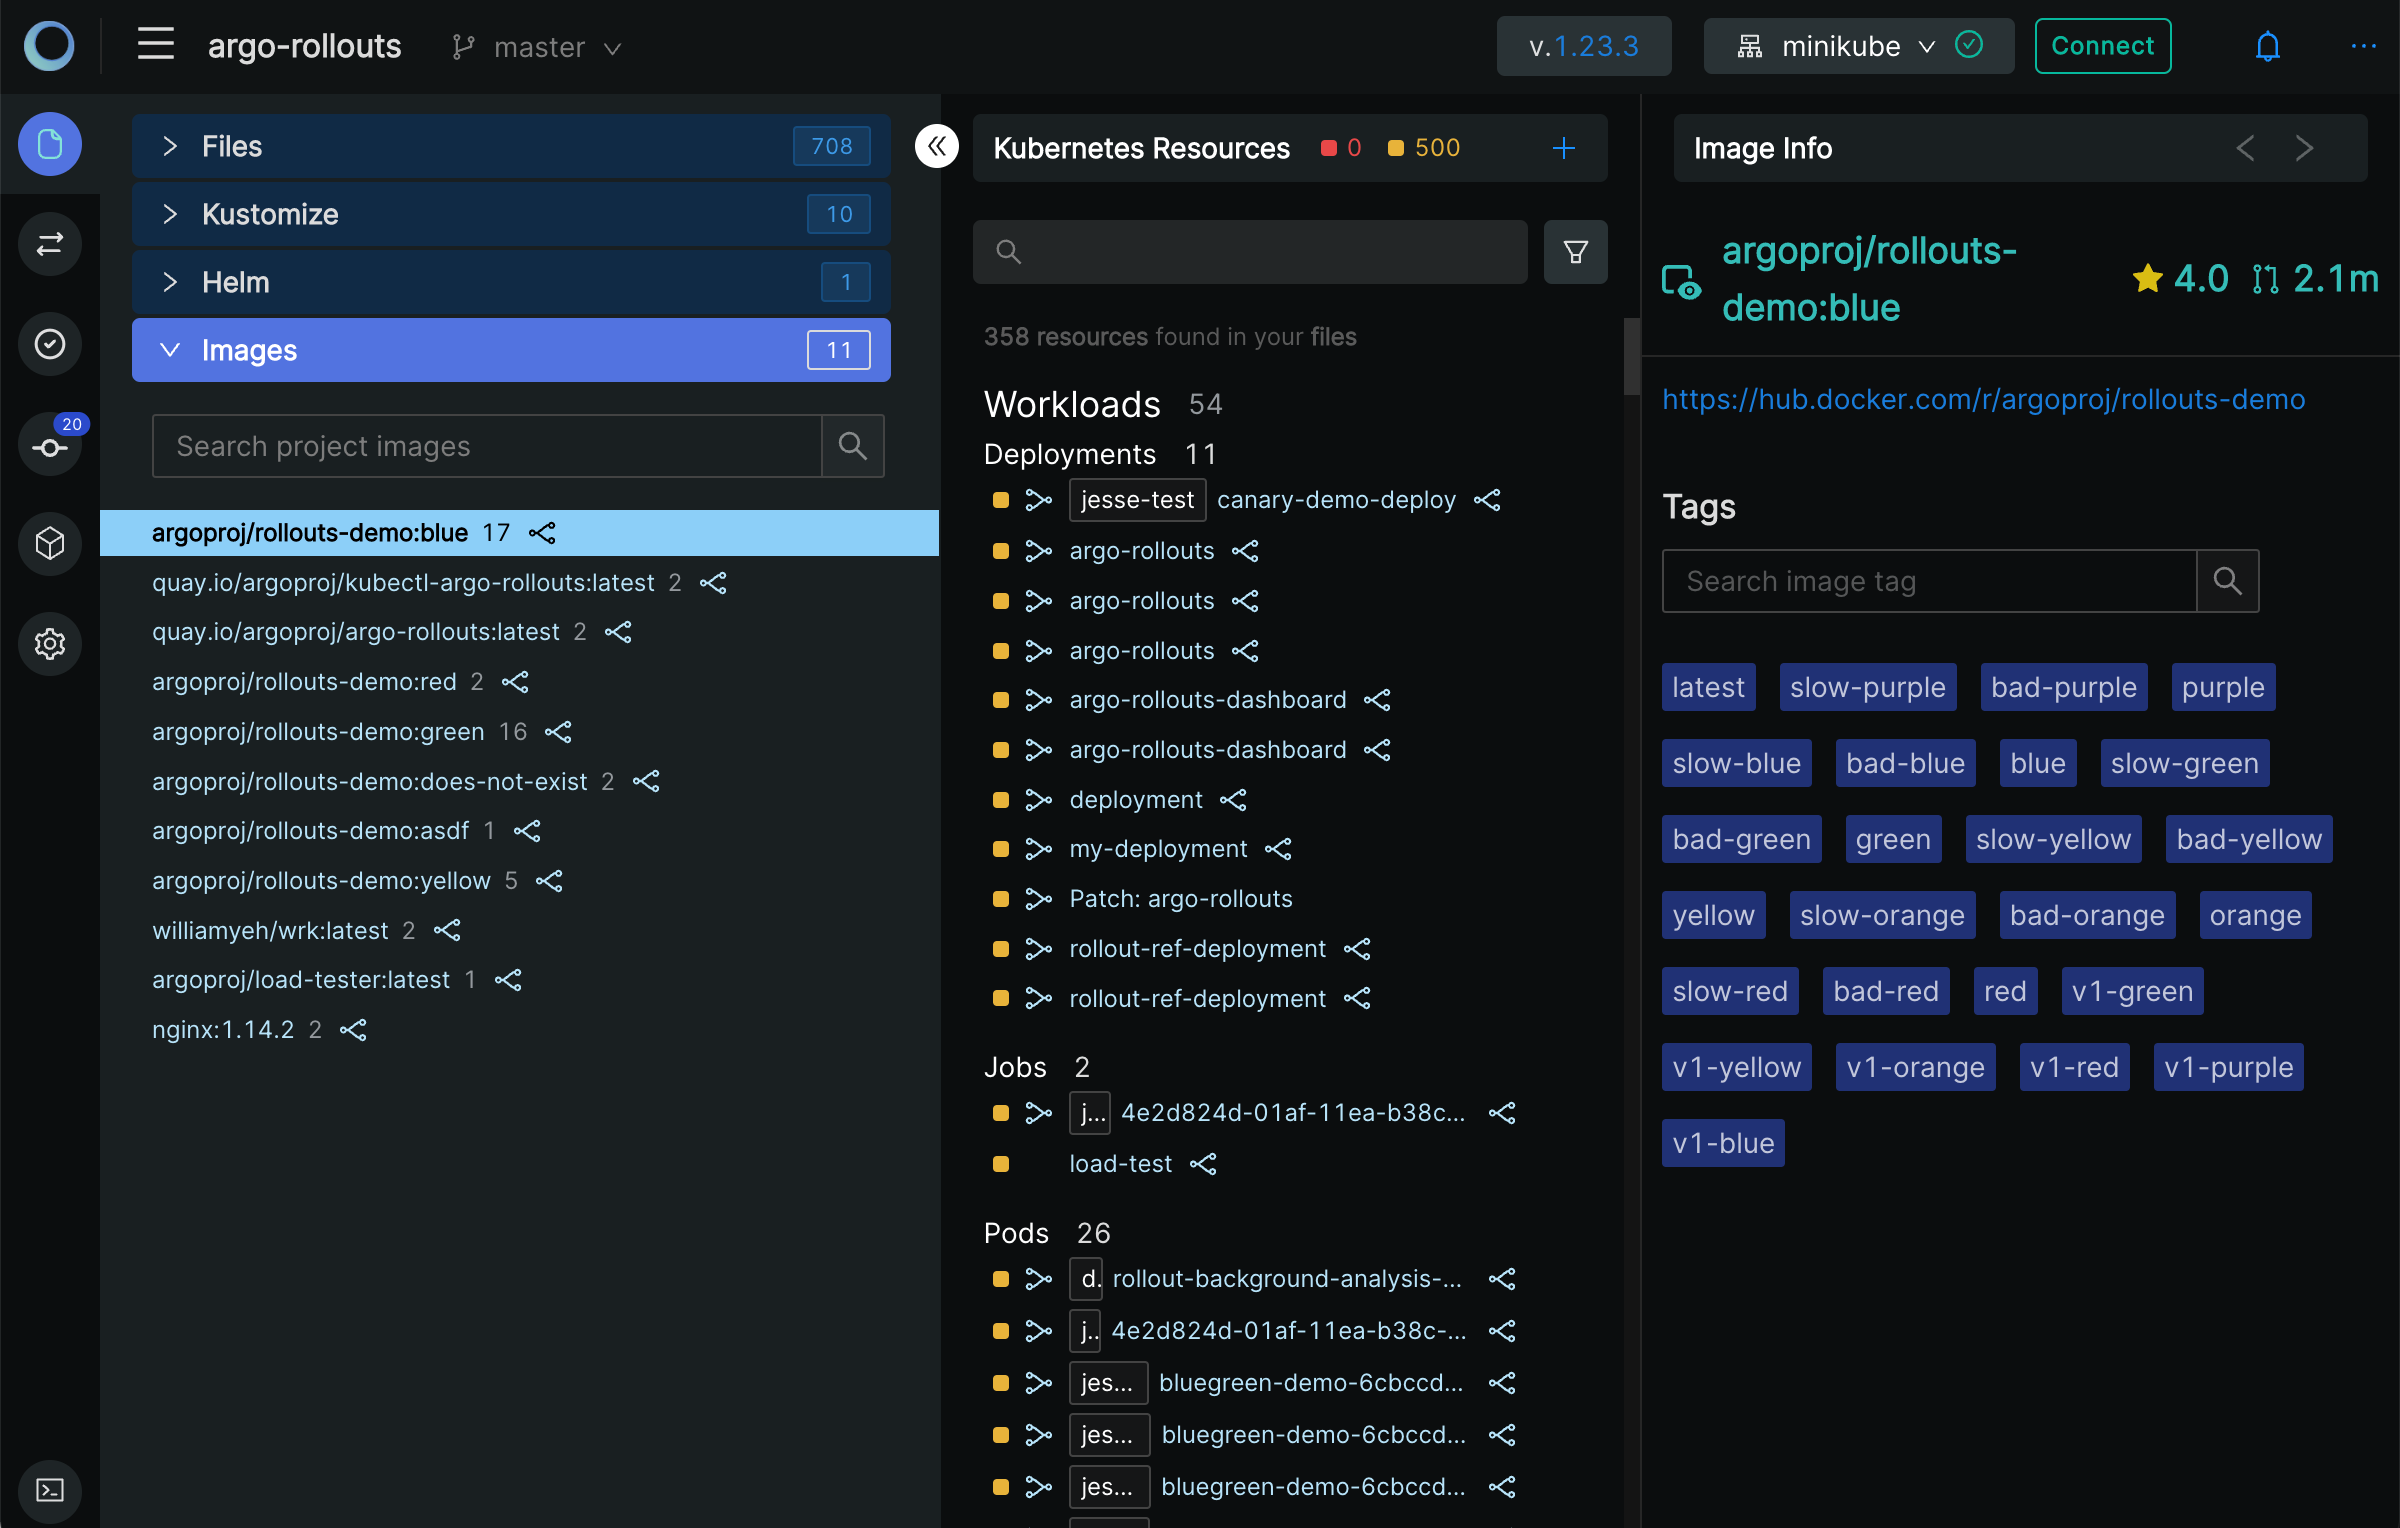 argo-rollouts master v.1.23.3 minikube Connect
Files 708
Kustomize 10
Helm 1
Images 11
Search project images
20
argoproj/rollouts-demo:blue 17
quay.io/argoproj/kubectl-argo-rollouts:latest 2
quay.io/argoproj/argo-rollouts:latest 2
argoproj/rollouts-demo:red 2
argoproj/rollouts-demo:green 16
argoproj/rollouts-demo:does-not-exist 2
argoproj/rollouts-demo:asdf 1
argoproj/rollouts-demo:yellow 5
williamyeh/wrk:latest 2
argoproj/load-tester:latest 1
nginx:1.14.2 2
Kubernetes Resources 0 500
358 resources found in your files
Workloads 54
Deployments 11
jesse-test canary-demo-deploy
argo-rollouts
argo-rollouts
argo-rollouts
argo-rollouts-dashboard
argo-rollouts-dashboard
deployment
my-deployment
Patch: argo-rollouts
rollout-ref-deployment
rollout-ref-deployment
Jobs 2
j... 4e2d824d-01af-11ea-b38c...
load-test
Pods 26
d. rollout-background-analysis-...
j.. 4e2d824d-01af-11ea-b38c-...
jes... bluegreen-demo-6cbccd...
jes... bluegreen-demo-6cbccd...
jes... bluegreen-demo-6cbccd...
Image Info
argoproj/rollouts-
demo:blue
4.0 2.1m
https://hub.docker.com/r/argoproj/rollouts-demo
Tags
Search image tag
latest slow-purple bad-purple purple
slow-blue bad-blue blue slow-green
bad-green green slow-yellow bad-yellow
yellow slow-orange bad-orange orange
slow-red bad-red red v1-green
v1-yellow v1-orange v1-red v1-purple
v1-blue